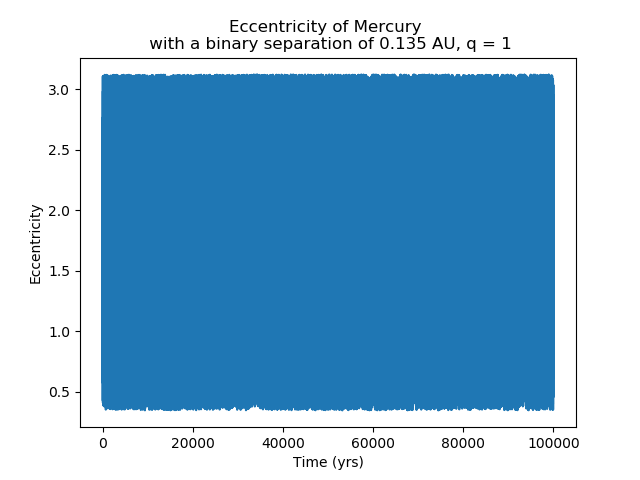 Eccentricity of Mercury
with a binary separation of 0.135 AU, q = 1
3.0
2.5
2.0
1.5
1.0
0.5
Eccentricity
0 20000 40000 60000 80000 100000
Time (yrs)